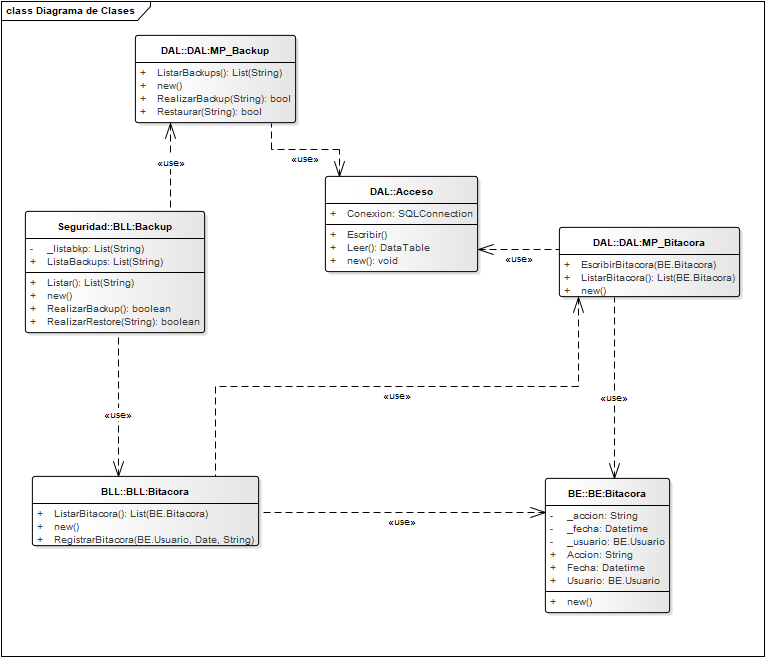 class Diagrama de Clases
DAL::DAL:MP_Backup
+ ListarBackups(): List(String)
+ new()
+ RealizarBackup(String): bool
+ Restaurar(String): bool
«use»
«use»
DAL::Acceso
+ Conexion: SQLConnection
+ Escribir()
+ Leer(): DataTable
+ new(): void
Seguridad::BLL:Backup
- _listabkp: List(String)
+ ListaBackups: List(String)
+ Listar(): List(String)
+ new()
+ RealizarBackup(): boolean
+ RealizarRestore(String): boolean
DAL::DAL:MP_Bitacora
+ EscribirBitacora(BE.Bitacora)
+ ListarBitacora(): List(BE.Bitacora)
+ new()
«use»
«use»
«use»
«use»
BLL::BLL:Bitacora
+ ListarBitacora(): List(BE.Bitacora)
+ new()
+ RegistrarBitacora(BE.Usuario, Date, String)
«use»
BE::BE:Bitacora
- _accion: String
- _fecha: Datetime
- _usuario: BE.Usuario
+ Accion: String
+ Fecha: Datetime
+ Usuario: BE.Usuario
+ new()